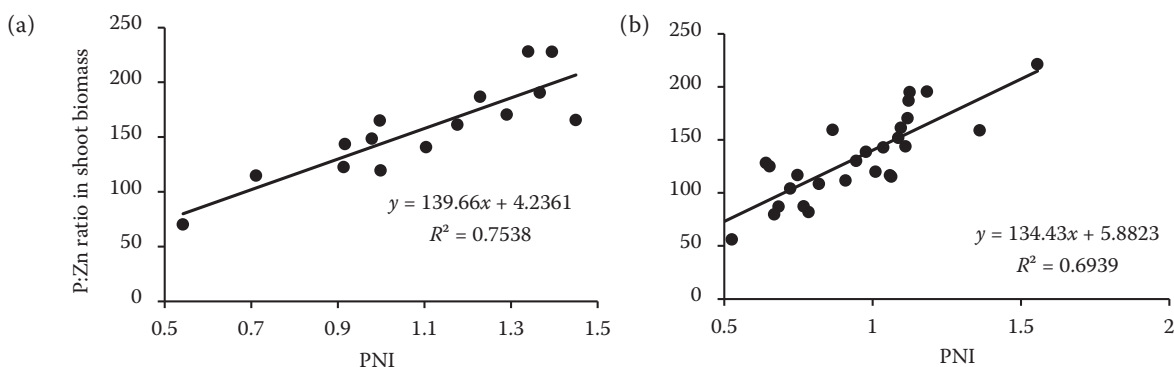 (a)
P:Zn ratio in shoot biomass
250
200
150
100
50
0
y = 139.66x + 4.2361
R² = 0.7538
0.5 0.7 0.9 1.1 1.3 1.5
PNI
(b)
250
200
150
100
50
0
y = 134.43x + 5.8823
R² = 0.6939
0.5 1 1.5 2
PNI